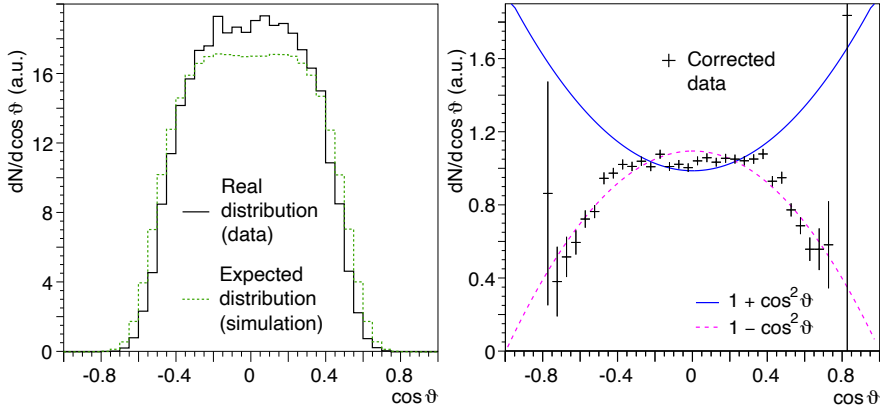 dN/dcos ϑ (a.u.)
16
12
8
4
0
Real
distribution
(data)
Expected
distribution
(simulation)
-0.8 -0.4 0 0.4 0.8
cos ϑ
dN/dcos ϑ (a.u.)
1.6
1.2
0.8
0.4
0
Corrected
data
1 + cos²ϑ
1 – cos²ϑ
-0.8 -0.4 0 0.4 0.8
cos ϑ